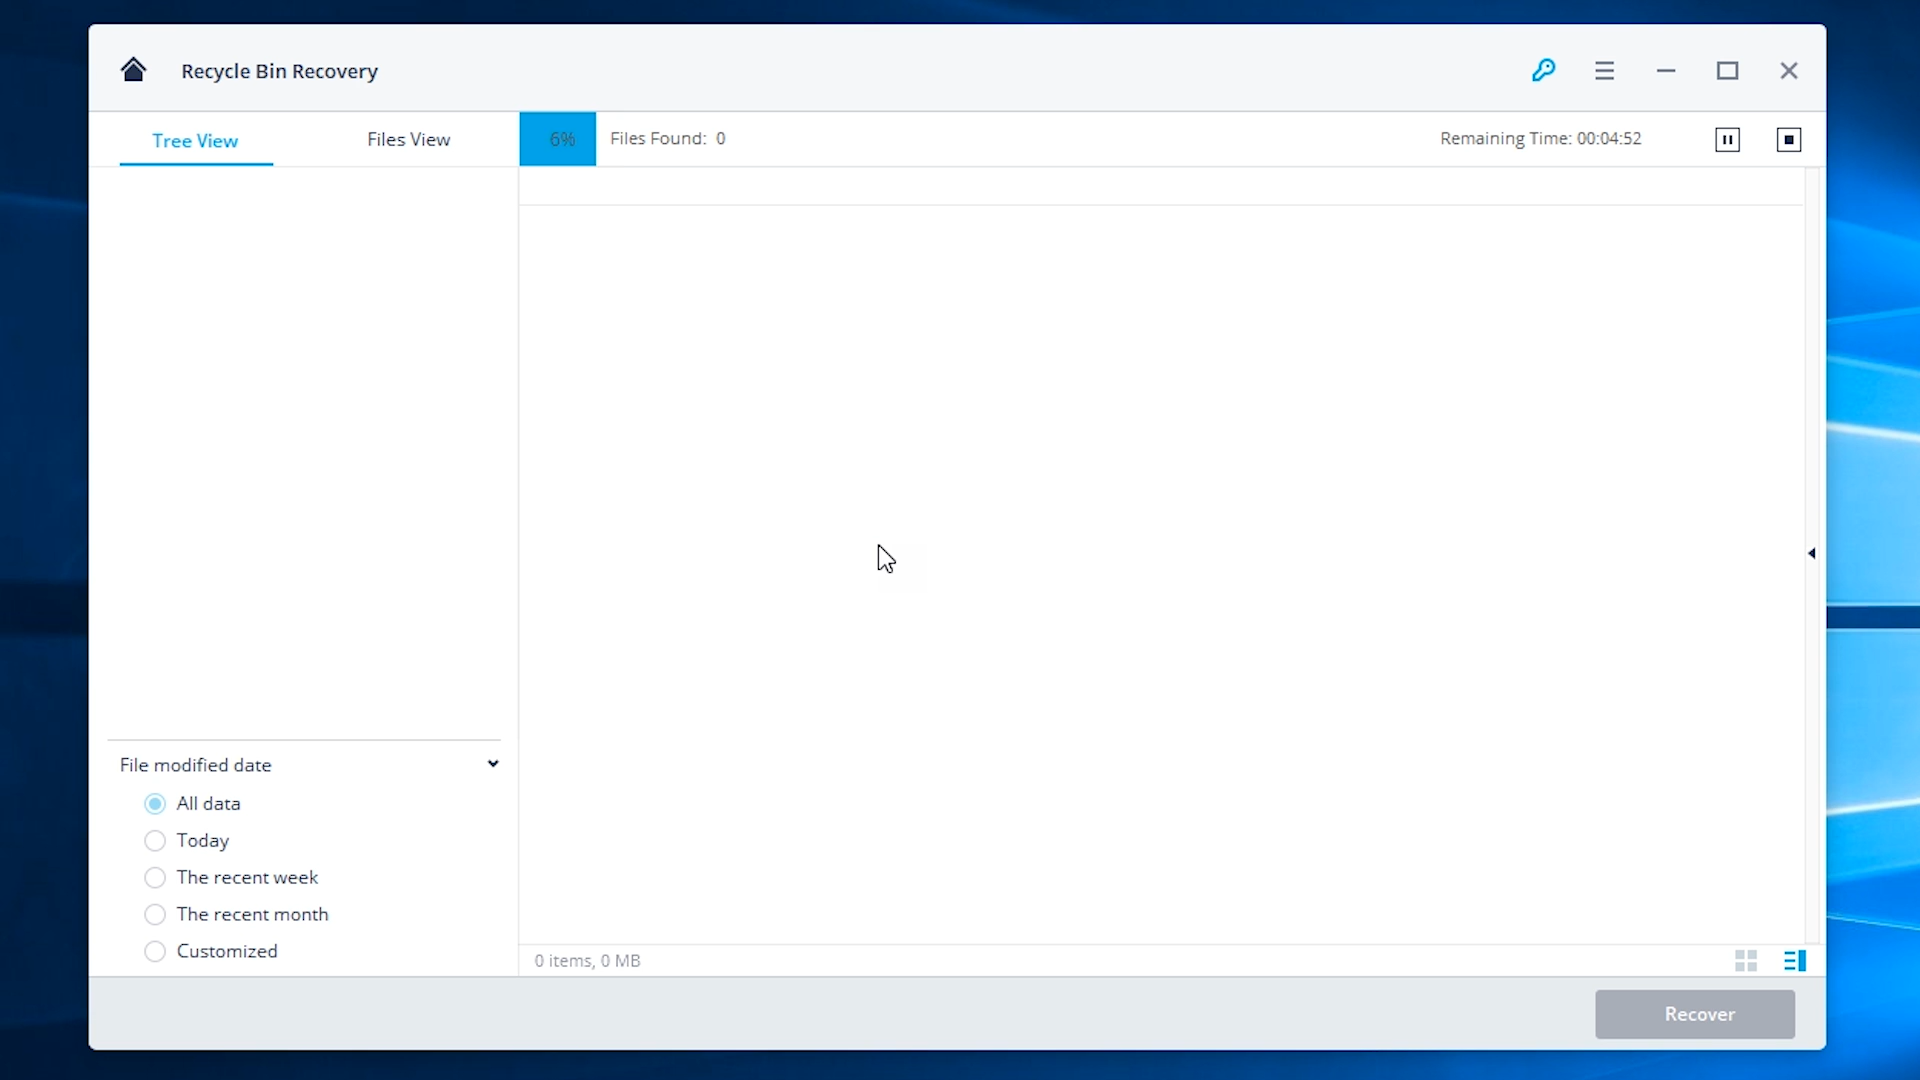 Recycle Bin Recovery
Tree View
Files View
6%
Files Found: 0
Remaining Time: 00:04:52
File modified date
All data
Today
The recent week
The recent month
Customized
0 items, 0 MB
Recover